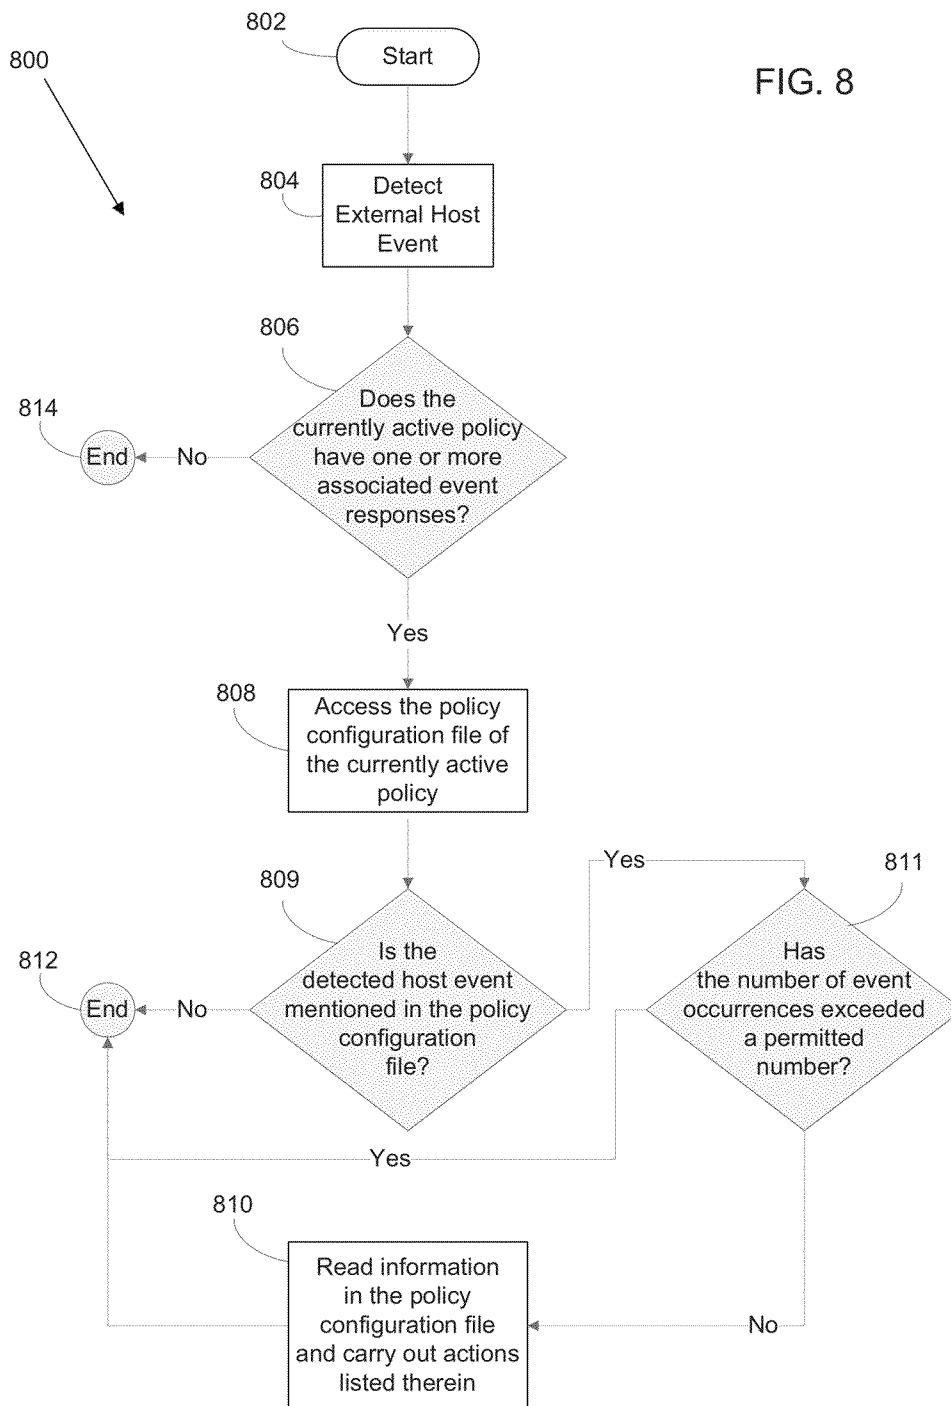 802
Start
800
FIG. 8
804
Detect
External Host
Event
806
Does the
currently active policy
have one or more
associated event
responses?
814
End
No
Yes
808
Access the policy
configuration file of
the currently active
policy
Yes
811
809
Is the
detected host event
mentioned in the policy
configuration
file?
Has
the number of event
occurrences exceeded
a permitted
number?
812
End
No
Yes
810
Read information
in the policy
configuration file
and carry out actions
listed therein
No